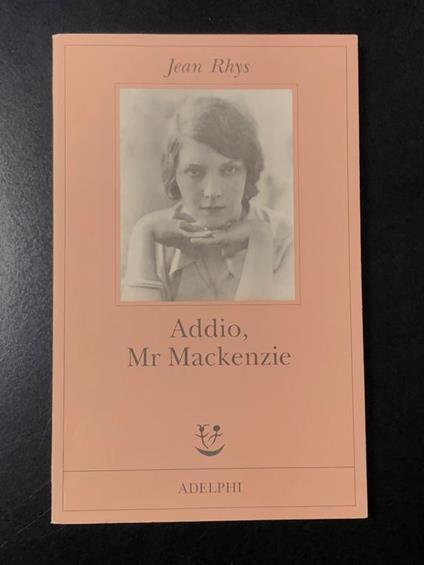 Jean Rhys
Addio,
Mr Mackenzie
ADELPHI